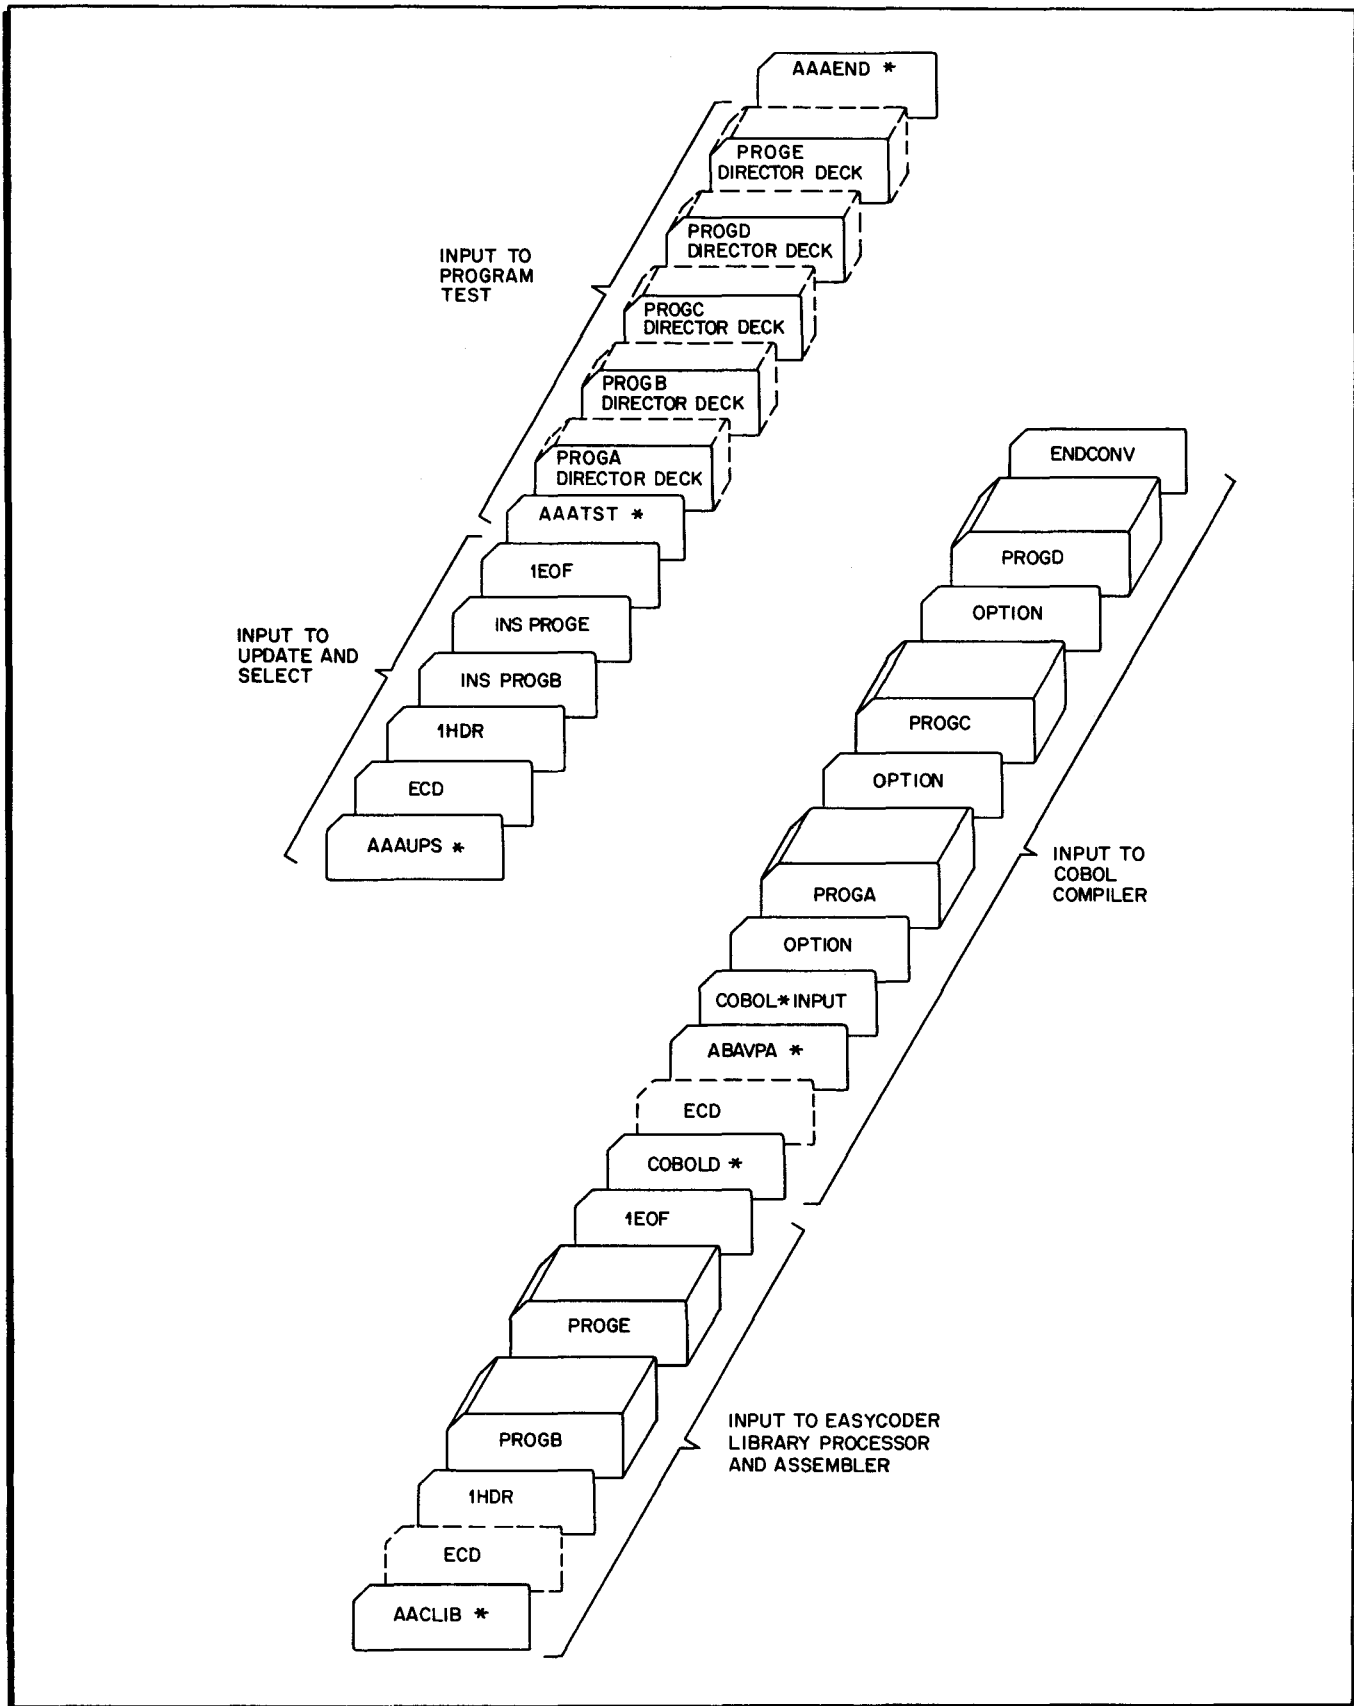 AAAEND *
PROGE
DIRECTOR DECK
PROGD
DIRECTOR DECK
PROGC
DIRECTOR DECK
PROGB
DIRECTOR DECK
PROGA
DIRECTOR DECK
AAATST *
INPUT TO
PROGRAM
TEST
1EOF
INS PROGE
INS PROGB
1HDR
ECD
AAAUPS *
INPUT TO
UPDATE AND
SELECT
ENDCONV
PROGD
OPTION
PROGC
OPTION
PROGA
OPTION
COBOL*INPUT
ABAVPA *
ECD
COBOLD *
INPUT TO
COBOL
COMPILER
1EOF
PROGE
PROGB
1HDR
ECD
AACLIB *
INPUT TO EASYCODER
LIBRARY PROCESSOR
AND ASSEMBLER